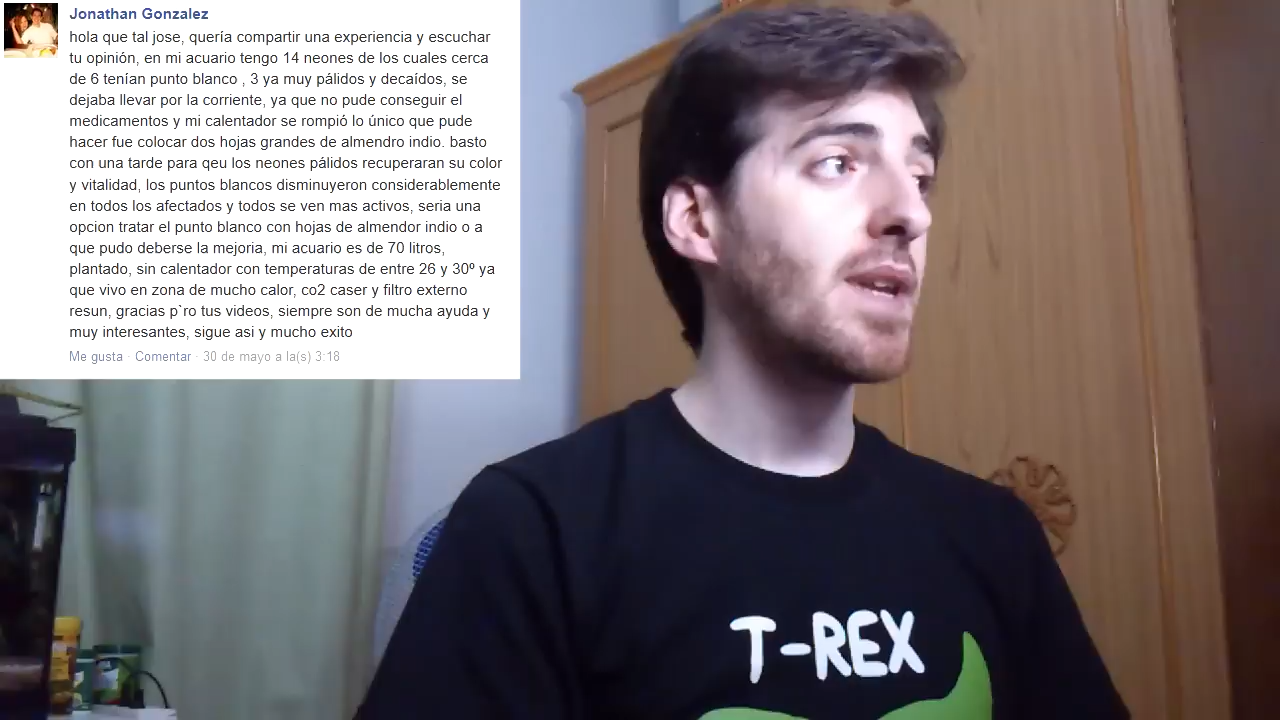 Jonathan Gonzalez
hola que tal jose, quería compartir una experiencia y escuchar
tu opinión, en mi acuario tengo 14 neones de los cuales cerca
de 6 tenían punto blanco , 3 ya muy pálidos y decaídos, se
dejaba llevar por la corriente, ya que no pude conseguir el
medicamentos y mi calentador se rompió lo único que pude
hacer fue colocar dos hojas grandes de almendro indio. basto
con una tarde para qeu los neones pálidos recuperaran su color
y vitalidad, los puntos blancos disminuyeron considerablemente
en todos los afectados y todos se ven mas activos, seria una
opcion tratar el punto blanco con hojas de almendor indio o a
que pudo deberse la mejoria, mi acuario es de 70 litros,
plantado, sin calentador con temperaturas de entre 26 y 30º ya
que vivo en zona de mucho calor, co2 caser y filtro externo
resun, gracias p`ro tus videos, siempre son de mucha ayuda y
muy interesantes, sigue asi y mucho exito
Me gusta · Comentar · 30 de mayo a la(s) 3:18
T-REX